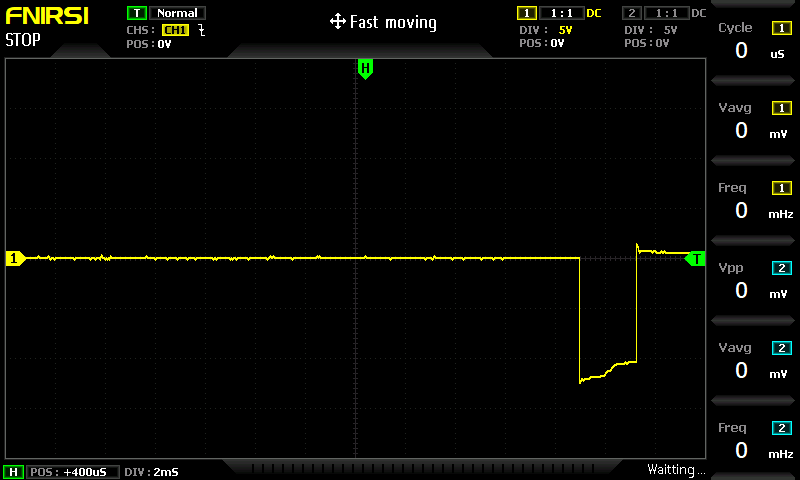 FNIRSI
STOP
T Normal
CHS: CH1
POS: 0V
Fast moving
1 1:1 DC
DIV: 5V
POS: 0V
2 1:1 DC
DIV: 5V
POS: 0V
H
1
T
Cycle 1
0 uS
Vavg 1
0 mV
Freq 1
0 mHz
Vpp 2
0 mV
Vavg 2
0 mV
Freq 2
0 mHz
H POS: +400uS DIV: 2mS
Waitting...